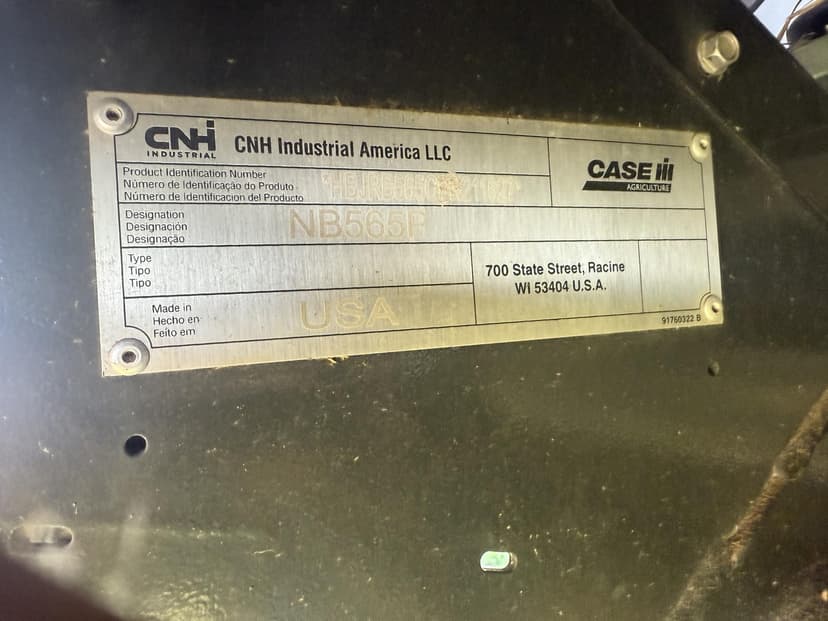 CNH
INDUSTRIAL
CNH Industrial America LLC
CASE IH
AGRICULTURE
Product Identification Number
Número de Identificação do Produto
Número de Identificacion del Producto
Designation
Designación
Designação
NB565R
Type
Tipo
Tipo
700 State Street, Racine
WI 53404 U.S.A.
Made in
Hecho en
Feito em
USA
91760322 B